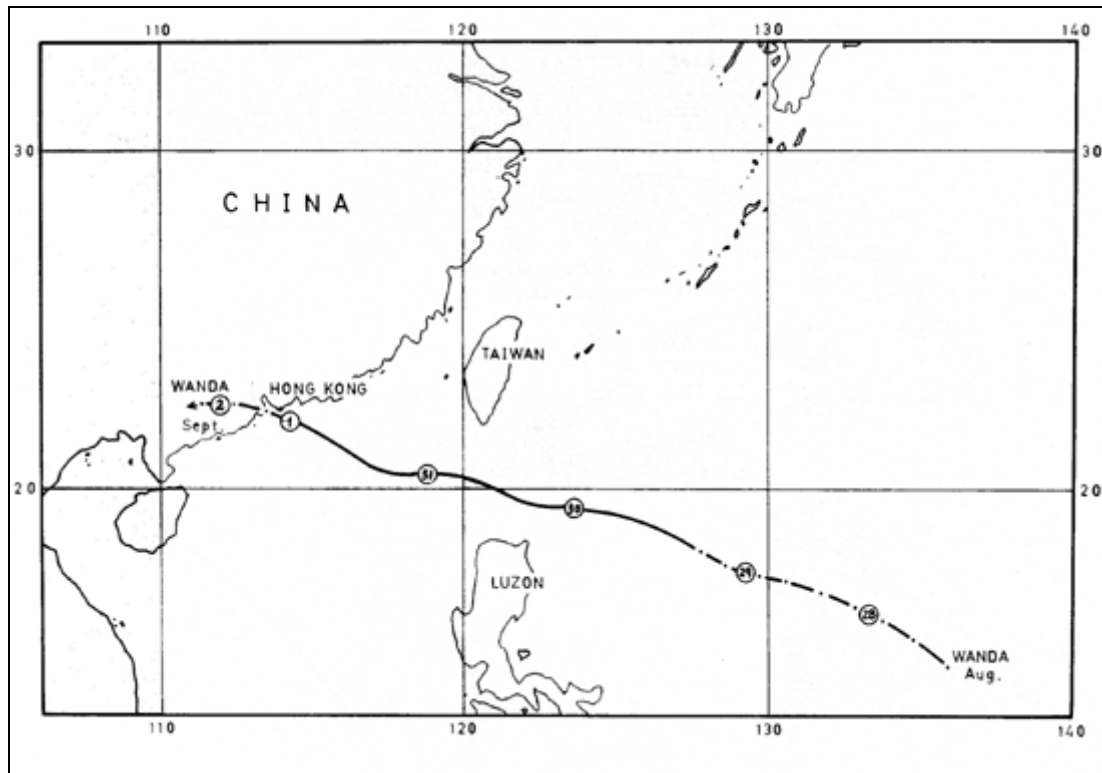 110 120 130 140
30 30
CHINA
TAIWAN
WANDA HONG KONG
2
Sept. 1
31
20 20
30
LUZON
29
28
WANDA
Aug.
110 120 130 140